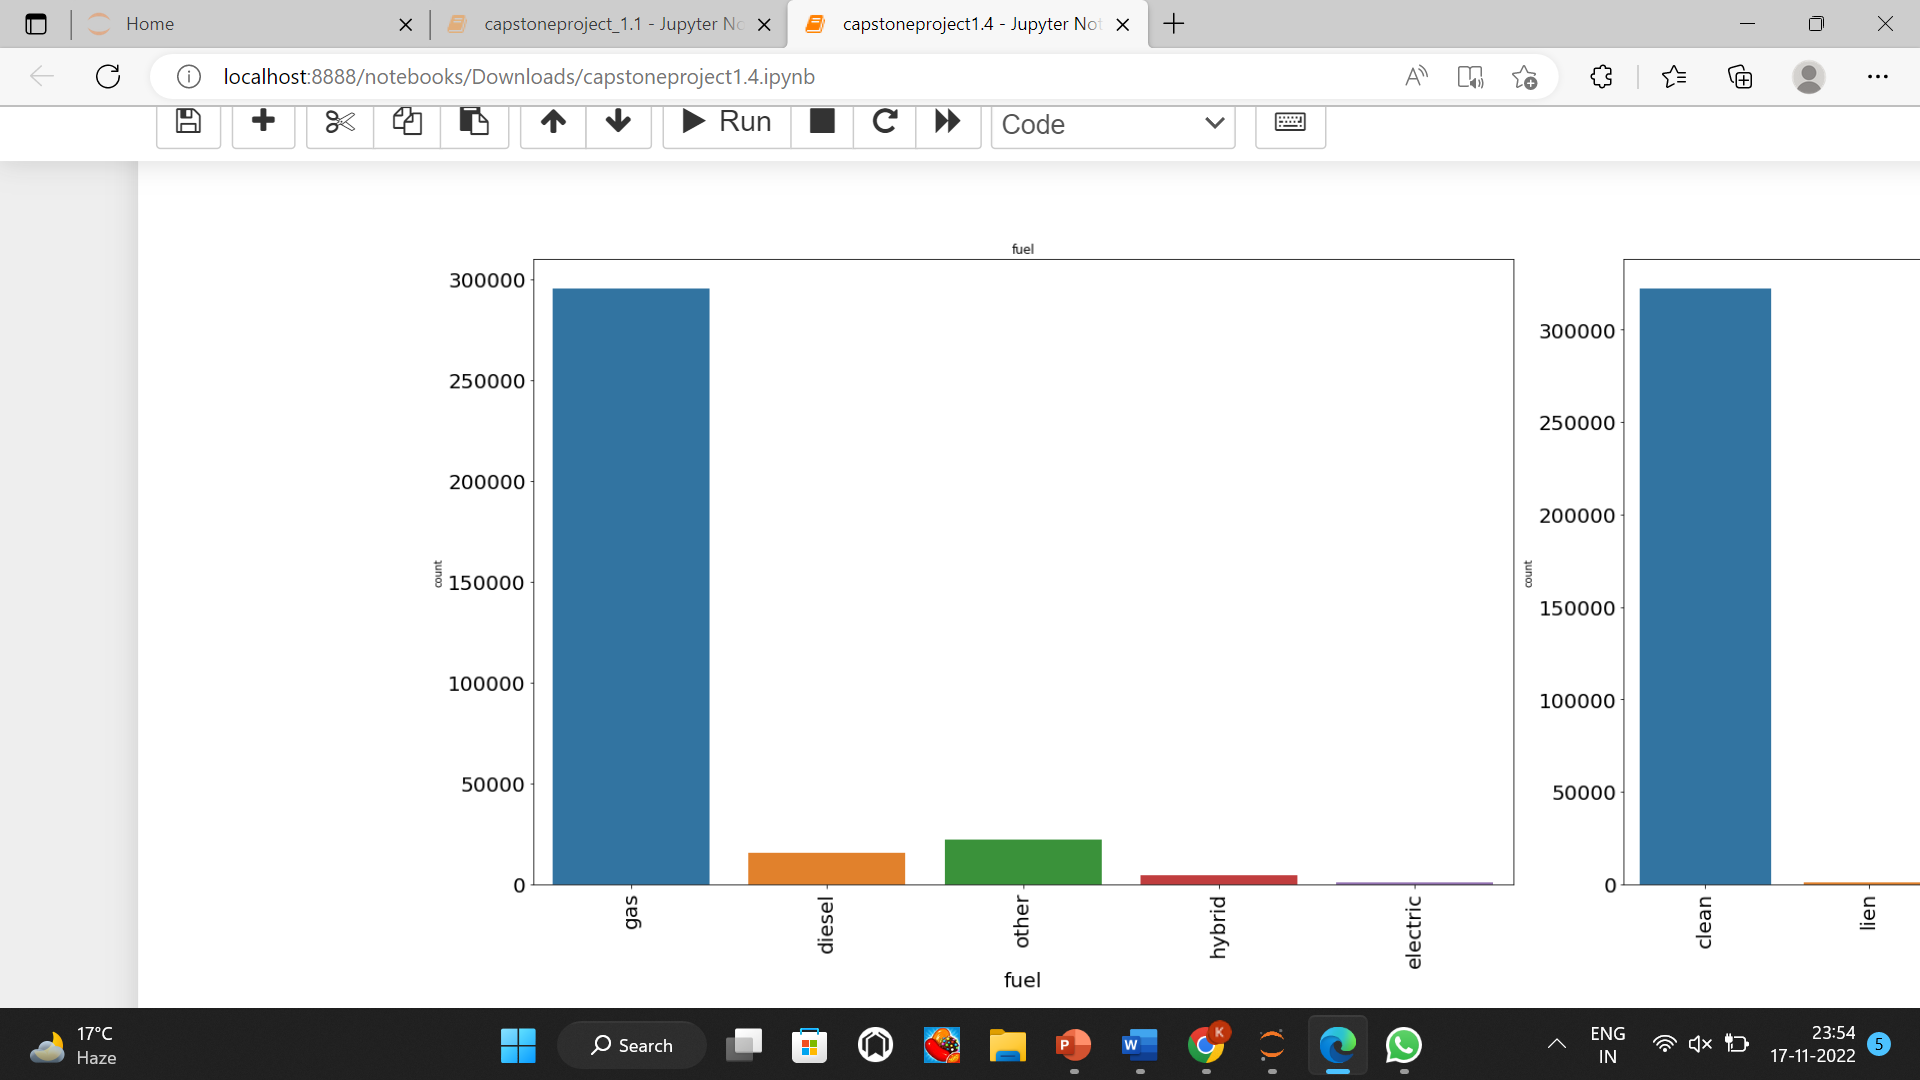 Home
capstoneproject_1.1 - Jupyter No
capstoneproject1.4 - Jupyter Not
localhost:8888/notebooks/Downloads/capstoneproject1.4.ipynb
Run
Code
fuel
300000
250000
200000
150000
100000
50000
0
count
gas
diesel
other
hybrid
electric
fuel
300000
250000
200000
150000
100000
50000
0
count
clean
lien
17°C
Haze
Search
P
W
K
ENG
IN
23:54
17-11-2022
5